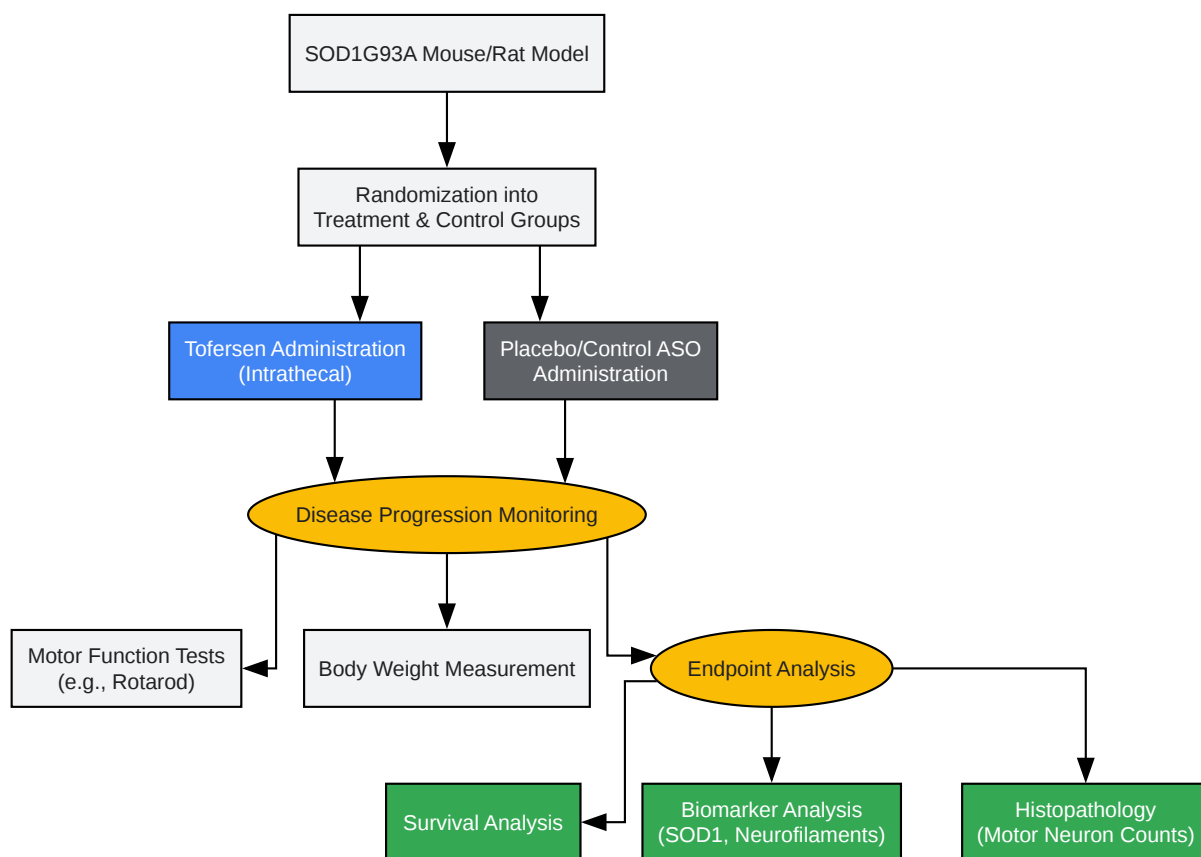 SOD1G93A Mouse/Rat Model
Randomization into
Treatment & Control Groups
Tofersen Administration
(Intrathecal)
Placebo/Control ASO
Administration
Disease Progression Monitoring
Motor Function Tests
(e.g., Rotarod)
Body Weight Measurement
Endpoint Analysis
Survival Analysis
Biomarker Analysis
(SOD1, Neurofilaments)
Histopathology
(Motor Neuron Counts)